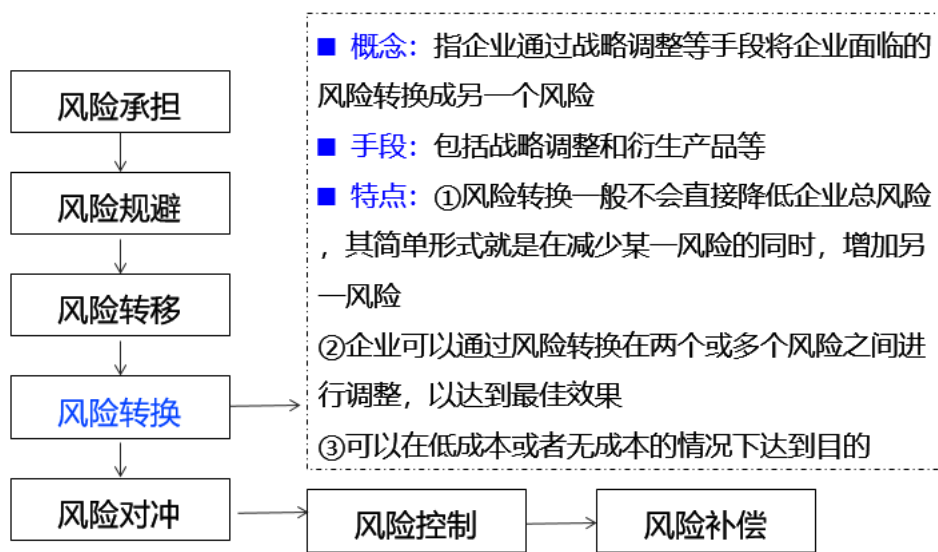 风险承担
风险规避
风险转移
风险转换
风险对冲
■ 概念：指企业通过战略调整等手段将企业面临的
风险转换成另一个风险
■ 手段：包括战略调整和衍生产品等
■ 特点：①风险转换一般不会直接降低企业总风险
，其简单形式就是在减少某一风险的同时，增加另
一风险
②企业可以通过风险转换在两个或多个风险之间进
行调整，以达到最佳效果
③可以在低成本或者无成本的情况下达到目的
风险控制
风险补偿